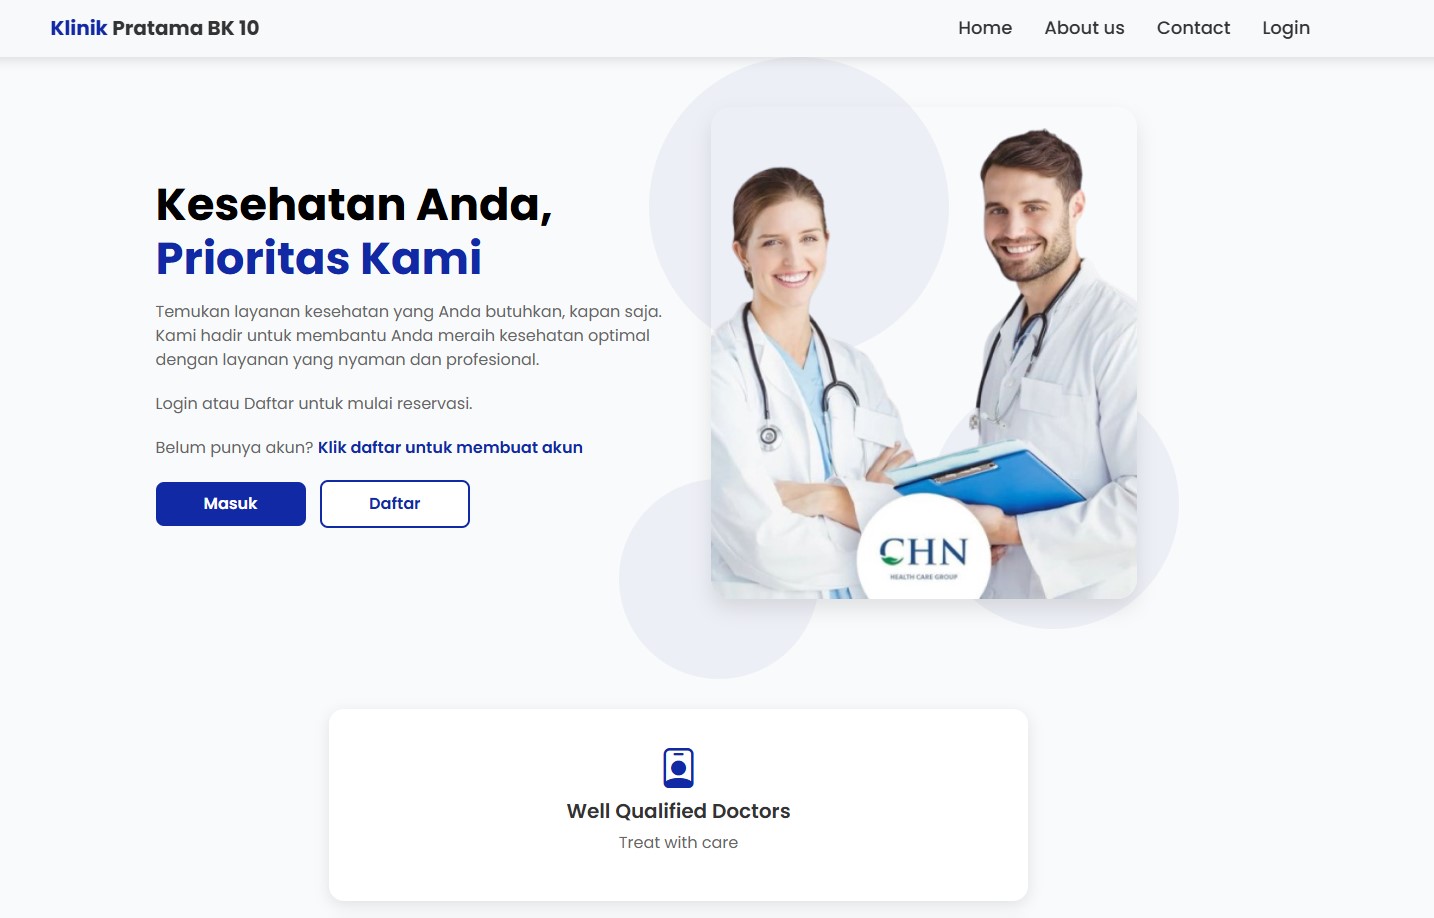 Klinik Pratama BK 10
Home
About us
Contact
Login
Kesehatan Anda,
Prioritas Kami
Temukan layanan kesehatan yang Anda butuhkan, kapan saja.
Kami hadir untuk membantu Anda meraih kesehatan optimal
dengan layanan yang nyaman dan profesional.
Login atau Daftar untuk mulai reservasi.
Belum punya akun? Klik daftar untuk membuat akun
Masuk
Daftar
CHN
HEALTH CARE GROUP
Well Qualified Doctors
Treat with care